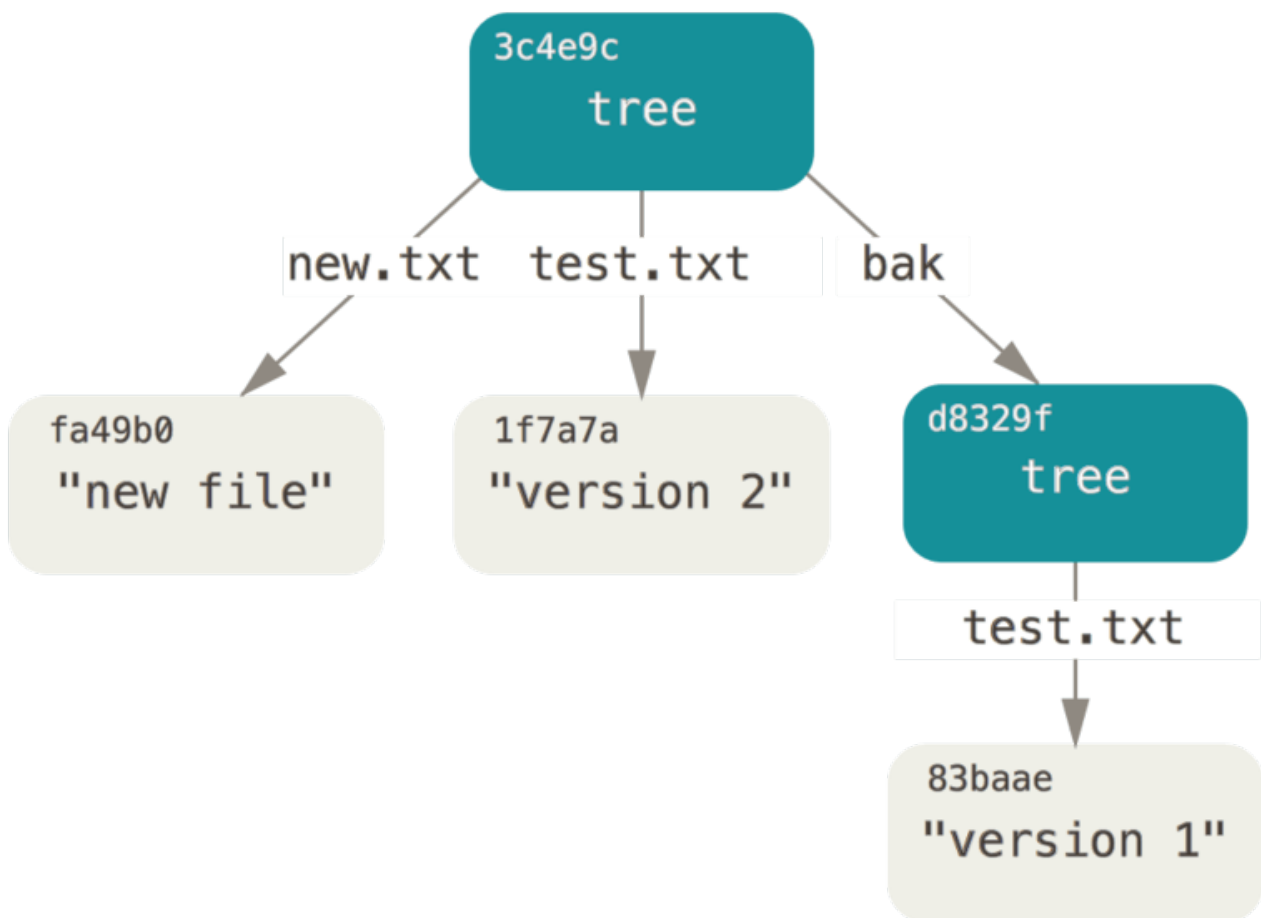 3c4e9c
tree
new.txt test.txt bak
fa49b0
"new file"
1f7a7a
"version 2"
d8329f
tree
test.txt
83baae
"version 1"